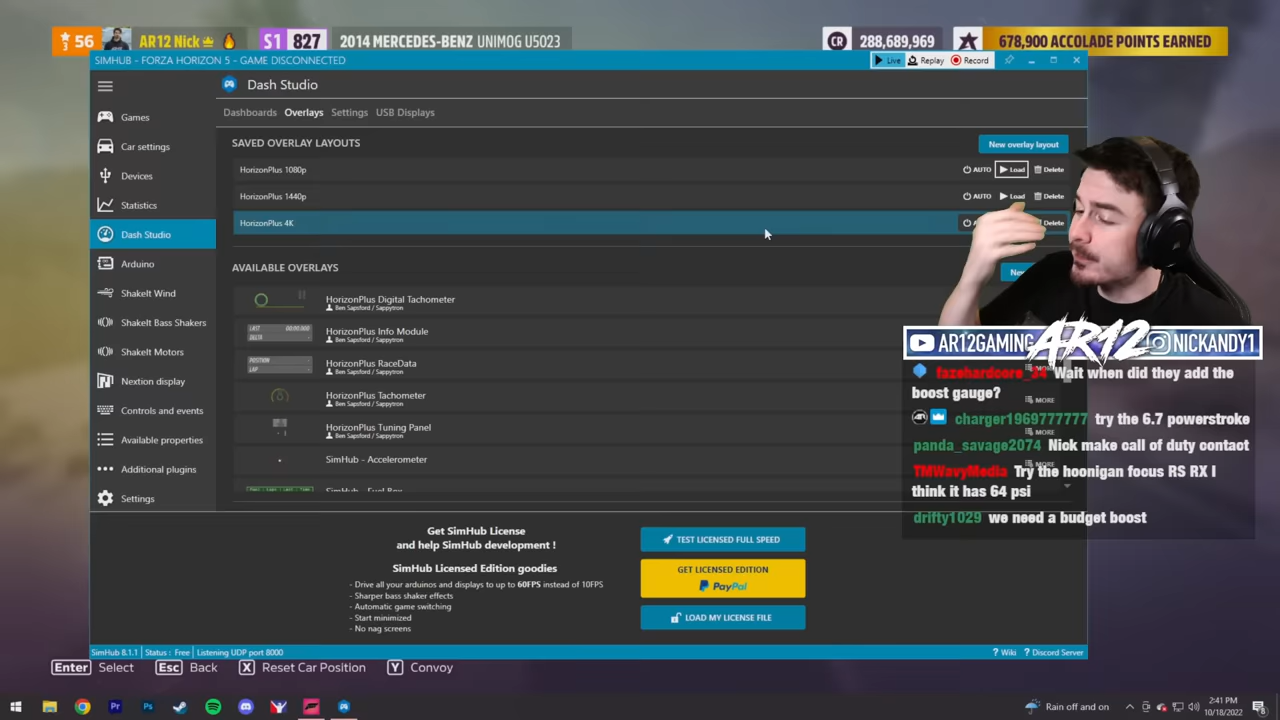 3 56 AR12 Nick S1 827 2014 MERCEDES-BENZ UNIMOG U5023 CR 288,689,969 678,900 ACCOLADE POINTS EARNED
SIMHUB - FORZA HORIZON 5 - GAME DISCONNECTED
Live Replay Record
Dash Studio
Games
Car settings
Devices
Statistics
Dash Studio
Arduino
ShakeIt Wind
ShakeIt Bass Shakers
ShakeIt Motors
Nextion display
Controls and events
Available properties
Additional plugins
Settings
Dashboards Overlays Settings USB Displays
SAVED OVERLAY LAYOUTS
New overlay layout
HorizonPlus 1080p AUTO Load Delete
HorizonPlus 1440p AUTO Load Delete
HorizonPlus 4K Delete
AVAILABLE OVERLAYS
HorizonPlus Digital Tachometer
Ben Sapsford / Sappytron
HorizonPlus Info Module
Ben Sapsford / Sappytron
HorizonPlus RaceData
Ben Sapsford / Sappytron
HorizonPlus Tachometer
Ben Sapsford / Sappytron
HorizonPlus Tuning Panel
Ben Sapsford / Sappytron
SimHub - Accelerometer
SimHub - Fuel Box
AR12GAMING AR12 NICKANDY1
fazehardcore_34 Wait when did they add the
boost gauge?
MORE
charger1969777777 try the 6.7 powerstroke
MORE
panda_savage2074 Nick make call of duty contact
TMWavyMedia Try the hoonigan focus RS RX I
think it has 64 psi
drifty1029 we need a budget boost
Get SimHub License
and help SimHub development !
SimHub Licensed Edition goodies
- Drive all your arduinos and displays to up to 60FPS instead of 10FPS
- Sharper bass shaker effects
- Automatic game switching
- Start minimized
- No nag screens
TEST LICENSED FULL SPEED
GET LICENSED EDITION
PayPal
LOAD MY LICENSE FILE
SimHub 8.1.1 Status : Free Listening UDP port 8000
? Wiki ? Discord Server
Enter Select Esc Back X Reset Car Position Y Convoy
Rain off and on
2:41 PM
10/18/2022
8